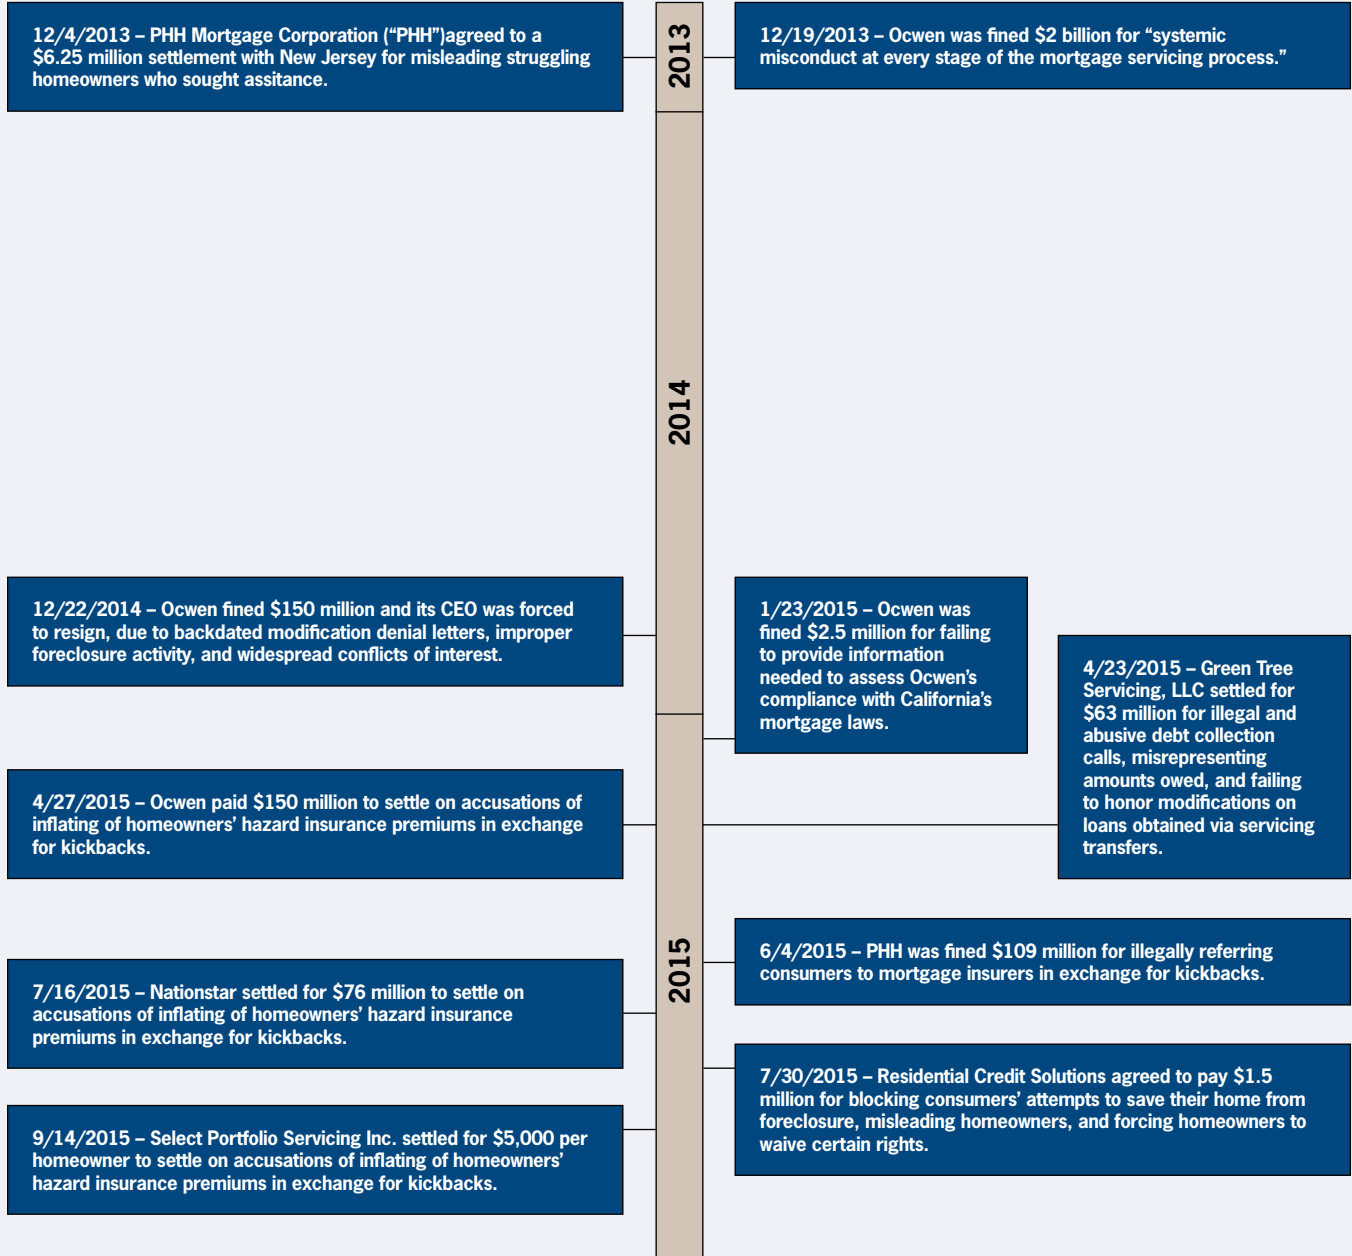 12/4/2013 – PHH Mortgage Corporation (“PHH”)agreed to a
$6.25 million settlement with New Jersey for misleading struggling
homeowners who sought assitance.
2013
12/19/2013 – Ocwen was fined $2 billion for “systemic
misconduct at every stage of the mortgage servicing process.”
2014
12/22/2014 – Ocwen fined $150 million and its CEO was forced
to resign, due to backdated modification denial letters, improper
foreclosure activity, and widespread conflicts of interest.
1/23/2015 – Ocwen was
fined $2.5 million for failing
to provide information
needed to assess Ocwen’s
compliance with California’s
mortgage laws.
4/23/2015 – Green Tree
Servicing, LLC settled for
$63 million for illegal and
abusive debt collection
calls, misrepresenting
amounts owed, and failing
to honor modifications on
loans obtained via servicing
transfers.
4/27/2015 – Ocwen paid $150 million to settle on accusations of
inflating of homeowners’ hazard insurance premiums in exchange
for kickbacks.
2015
6/4/2015 – PHH was fined $109 million for illegally referring
consumers to mortgage insurers in exchange for kickbacks.
7/16/2015 – Nationstar settled for $76 million to settle on
accusations of inflating of homeowners’ hazard insurance
premiums in exchange for kickbacks.
7/30/2015 – Residential Credit Solutions agreed to pay $1.5
million for blocking consumers’ attempts to save their home from
foreclosure, misleading homeowners, and forcing homeowners to
waive certain rights.
9/14/2015 – Select Portfolio Servicing Inc. settled for $5,000 per
homeowner to settle on accusations of inflating of homeowners’
hazard insurance premiums in exchange for kickbacks.